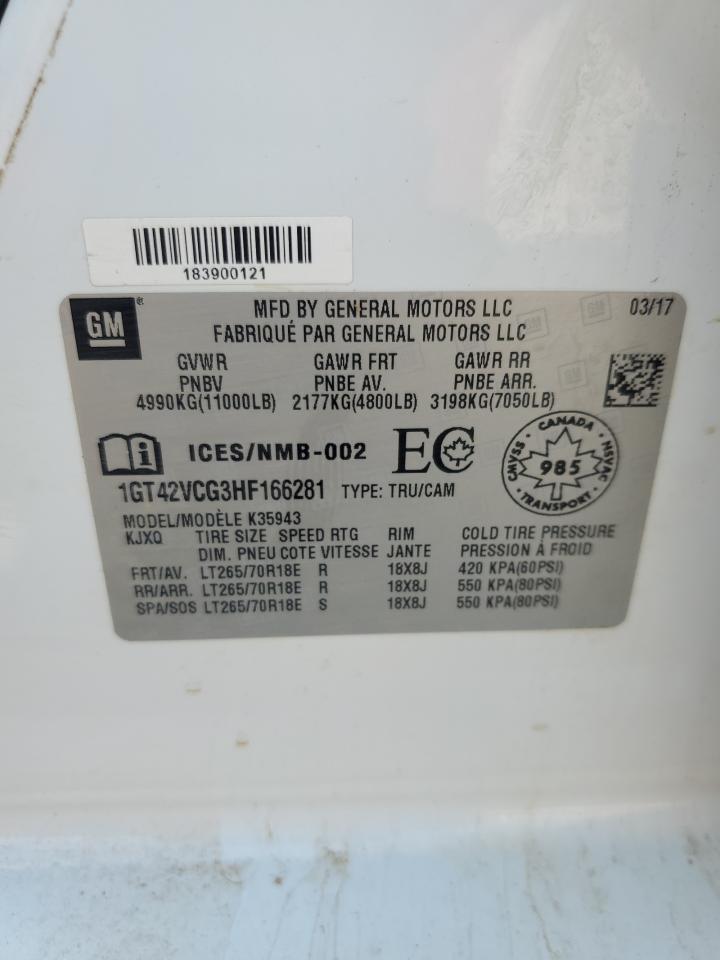 183900121
GM
MFD BY GENERAL MOTORS LLC 03/17
FABRIQUÉ PAR GENERAL MOTORS LLC
GVWR GAWR FRT GAWR RR
PNBV PNBE AV. PNBE ARR.
4990KG(11000LB) 2177KG(4800LB) 3198KG(7050LB)
i ICES/NMB-002 EC
CANADA
CMVSS 985 NSVAC
TRANSPORT
1GT42VCG3HF166281 TYPE: TRU/CAM
MODEL/MODÈLE K35943
KJXQ TIRE SIZE SPEED RTG RIM COLD TIRE PRESSURE
DIM. PNEU COTE VITESSE JANTE PRESSION À FROID
FRT/AV. LT265/70R18E R 18X8J 420 KPA(60PSI)
RR/ARR. LT265/70R18E R 18X8J 550 KPA(80PSI)
SPA/SOS LT265/70R18E S 18X8J 550 KPA(80PSI)